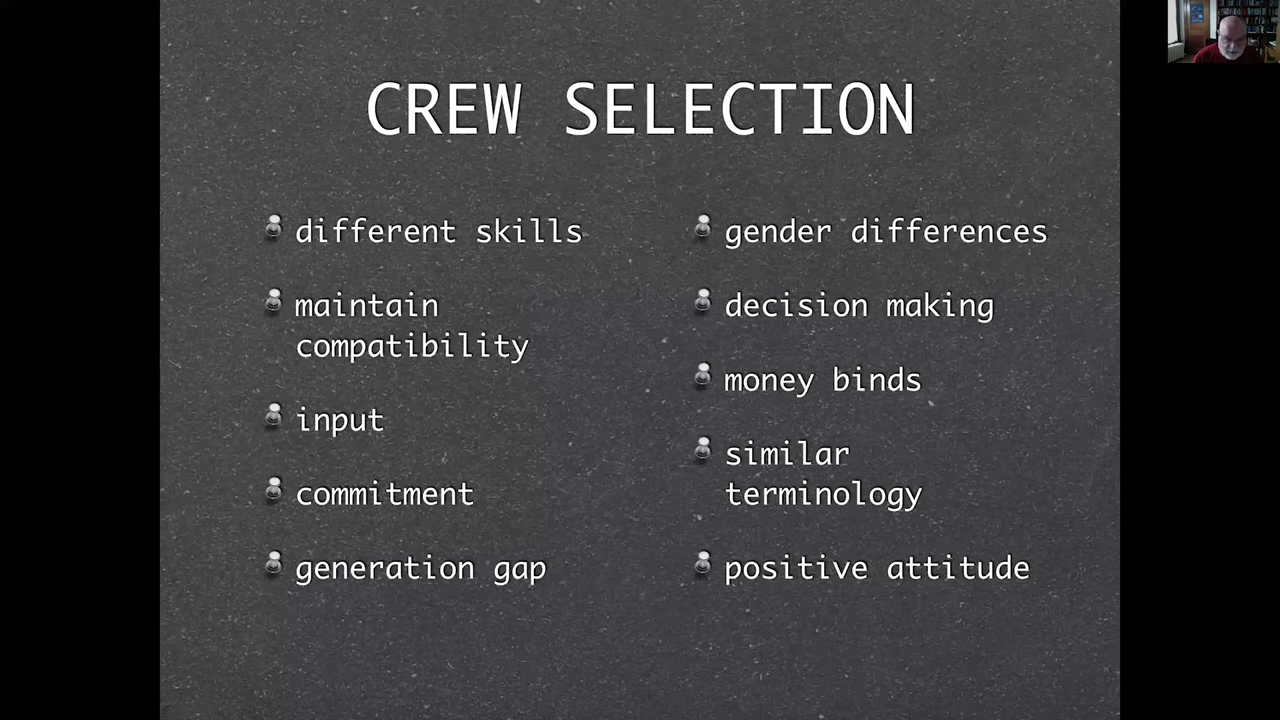 CREW SELECTION
different skills
maintain
compatibility
input
commitment
generation gap
gender differences
decision making
money binds
similar
terminology
positive attitude